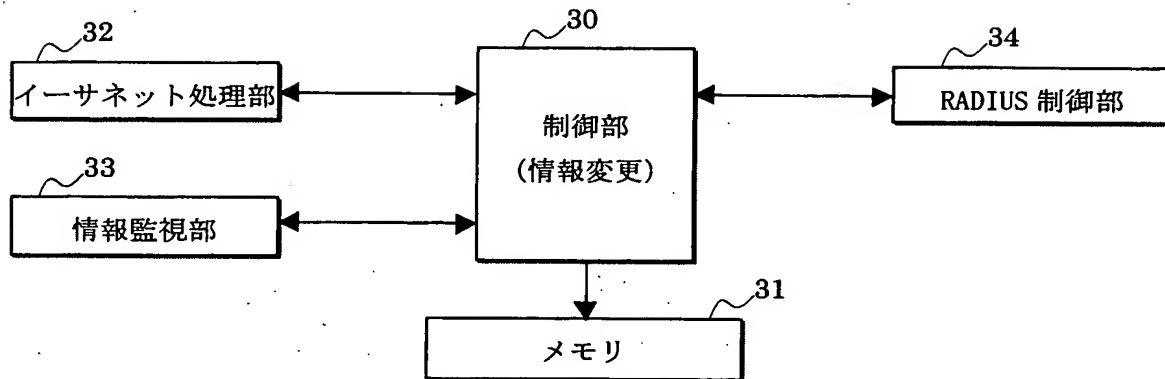 32
イーサネット処理部
33
情報監視部
30
制御部
(情報変更)
34
RADIUS 制御部
31
メモリ